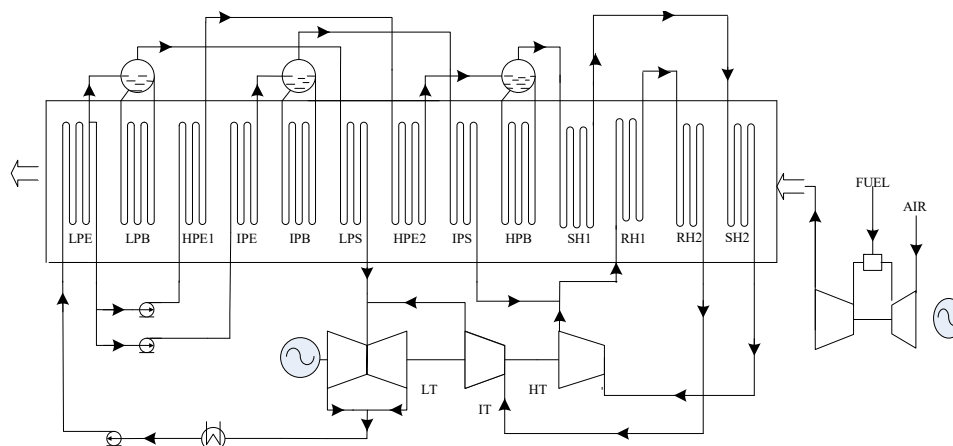 FUEL
AIR
LPE
LPB
HPE1
IPE
IPB
LPS
HPE2
IPS
HPB
SH1
RH1
RH2
SH2
LT
IT
HT